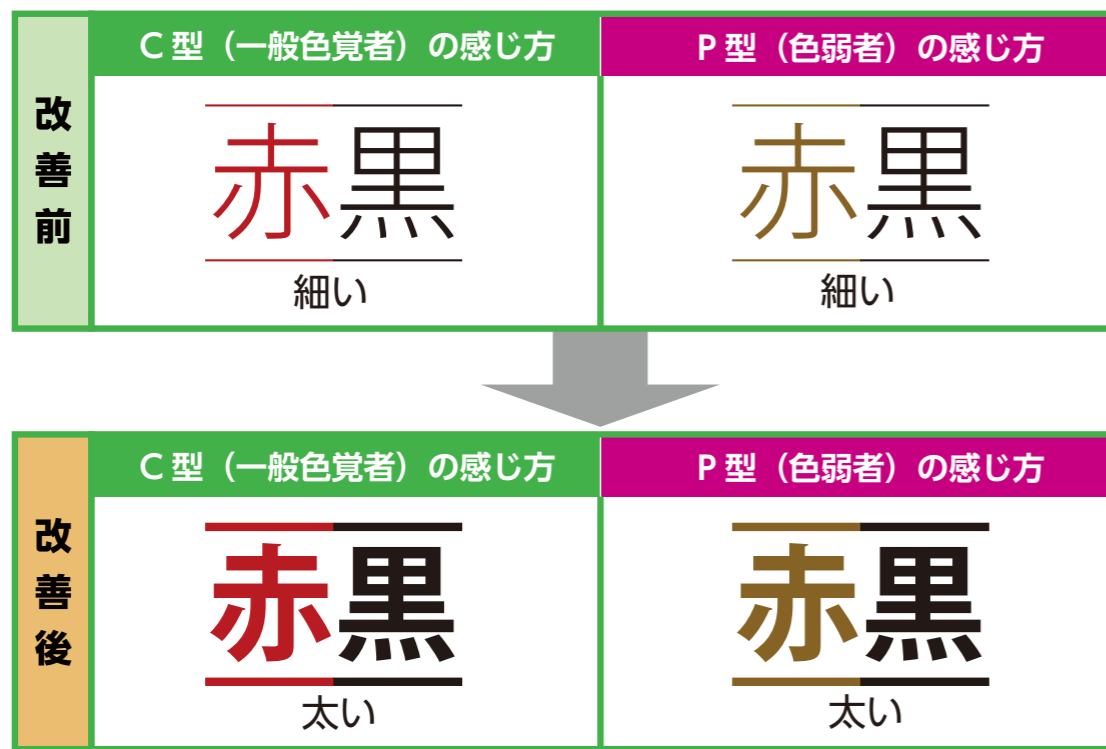 改善前
C型（一般色覚者）の感じ方
P型（色弱者）の感じ方
赤黒
細い
赤黒
細い
改善後
C型（一般色覚者）の感じ方
P型（色弱者）の感じ方
赤黒
太い
赤黒
太い